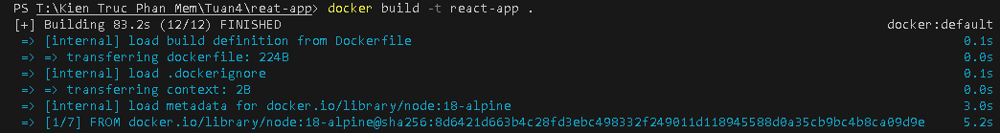 PS T:\Kien Truc Phan Mem\Tuan4\reat-app> docker build -t react-app .
[+] Building 83.2s (12/12) FINISHED docker:default
=> [internal] load build definition from Dockerfile 0.1s
=> => transferring dockerfile: 224B 0.0s
=> [internal] load .dockerignore 0.1s
=> => transferring context: 2B 0.0s
=> [internal] load metadata for docker.io/library/node:18-alpine 3.0s
=> [1/7] FROM docker.io/library/node:18-alpine@sha256:8d6421d663b4c28fd3ebc498332f249011d118945588d0a35cb9bc4b8ca09d9e 5.2s